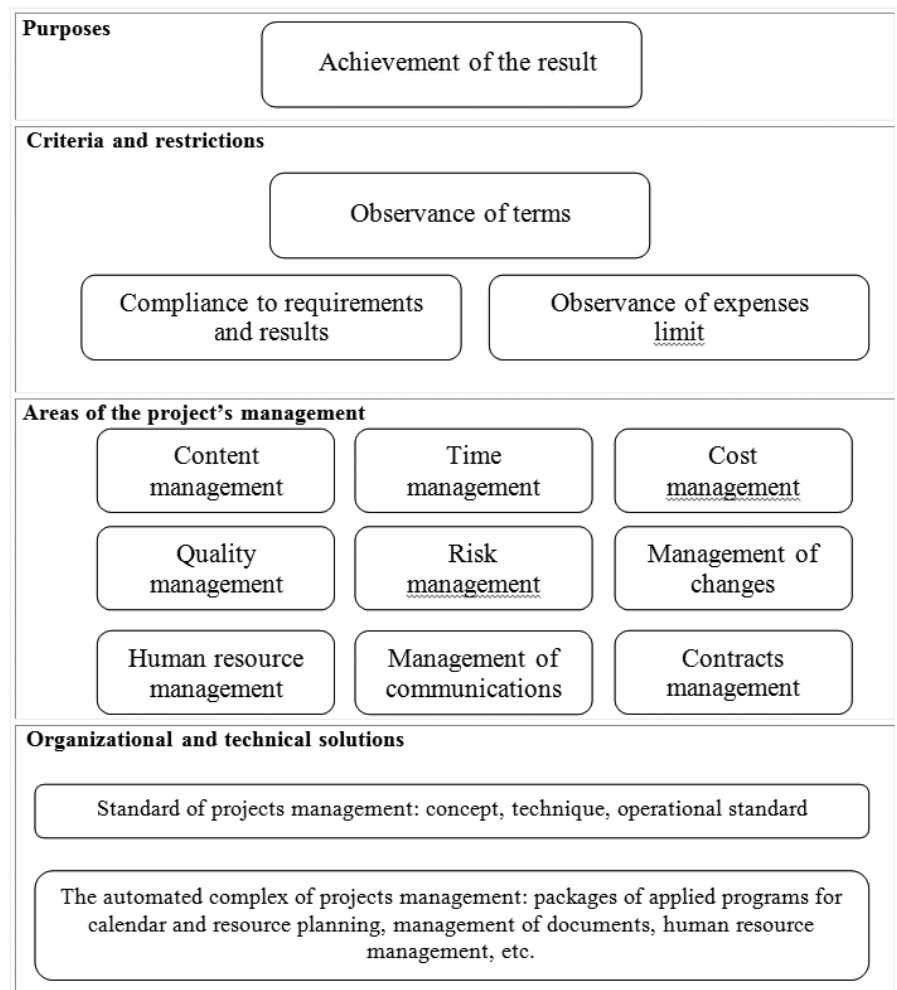 Purposes
Achievement of the result
Criteria and restrictions
Observance of terms
Compliance to requirements
and results
Observance of expenses
limit
Areas of the project's management
Content
management
Time
management
Cost
management
Quality
management
Risk
management
Management of
changes
Human resource
management
Management of
communications
Contracts
management
Organizational and technical solutions
Standard of projects management: concept, technique, operational standard
The automated complex of projects management: packages of applied programs for
calendar and resource planning, management of documents, human resource
management, etc.